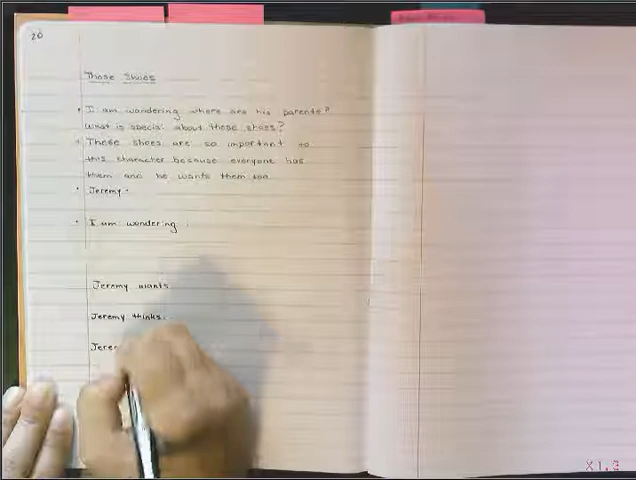 20
Those Shoes
• I am wondering where are his parents?
What is special about those shoes?
• Those shoes are so important to
this character because everyone has
them and he wants them too
• Jeremy.
• I am wondering
Jeremy wants
Jeremy thinks.
Jerem
X1.3